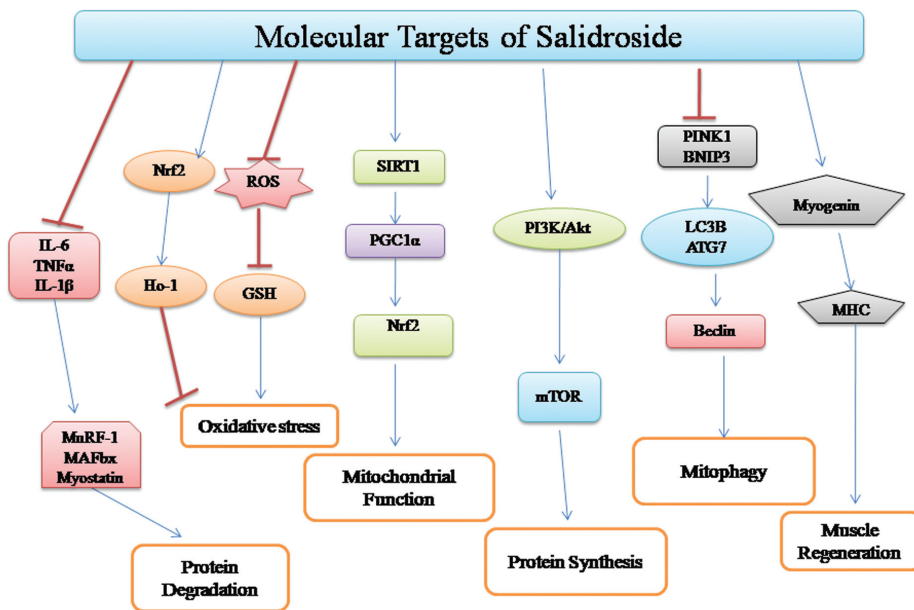 Molecular Targets of Salidroside
IL-6
TNFα
IL-1β
MnRF-1
MAFbx
Myostatin
Protein
Degradation
Nrf2
Ho-1
ROS
GSH
Oxidative stress
SIRT1
PGC1α
Nrf2
Mitochondrial
Function
PI3K/Akt
mTOR
Protein Synthesis
PINK1
BNIP3
LC3B
ATG7
Beclin
Mitophagy
Myogenin
MHC
Muscle
Regeneration